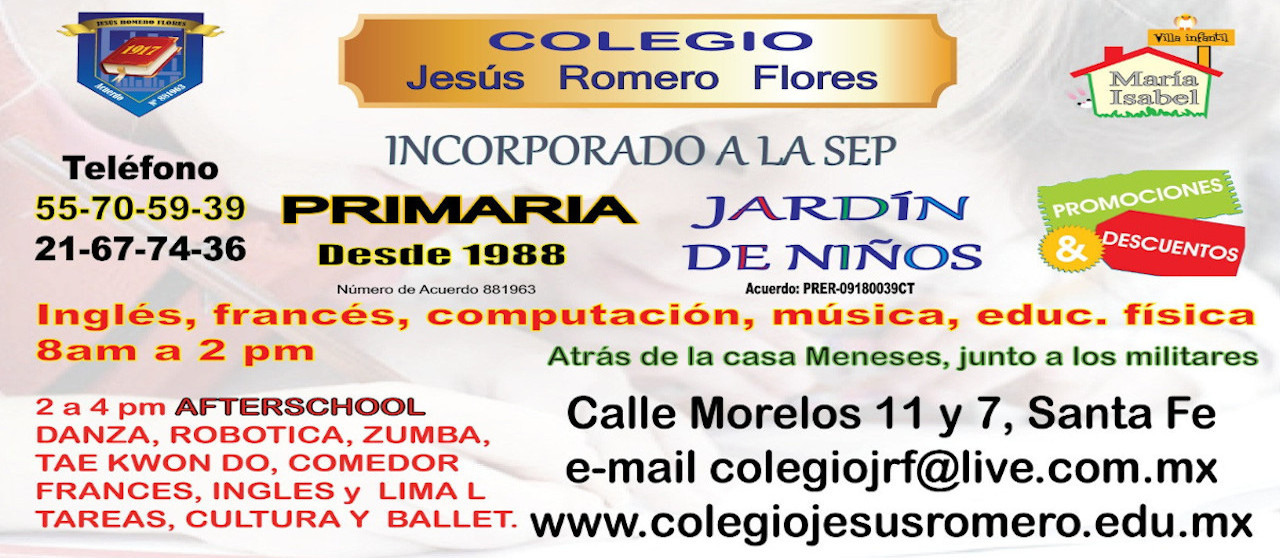 JESÚS ROMERO FLORES
1917
Acuerdo Nº 881963
COLEGIO
Jesús Romero Flores
Villa infantil
María
Isabel
INCORPORADO A LA SEP
Teléfono
55-70-59-39
21-67-74-36
PRIMARIA
Desde 1988
Número de Acuerdo 881963
JARDÍN
DE NIÑOS
Acuerdo: PRER-09180039CT
PROMOCIONES
&
DESCUENTOS
Inglés, francés, computación, música, educ. física
8am a 2 pm
Atrás de la casa Meneses, junto a los militares
2 a 4 pm AFTERSCHOOL
DANZA, ROBOTICA, ZUMBA,
TAE KWON DO, COMEDOR
FRANCES, INGLES y LIMA L
TAREAS, CULTURA Y BALLET.
Calle Morelos 11 y 7, Santa Fe
e-mail colegiojrf@live.com.mx
www.colegiojesusromero.edu.mx